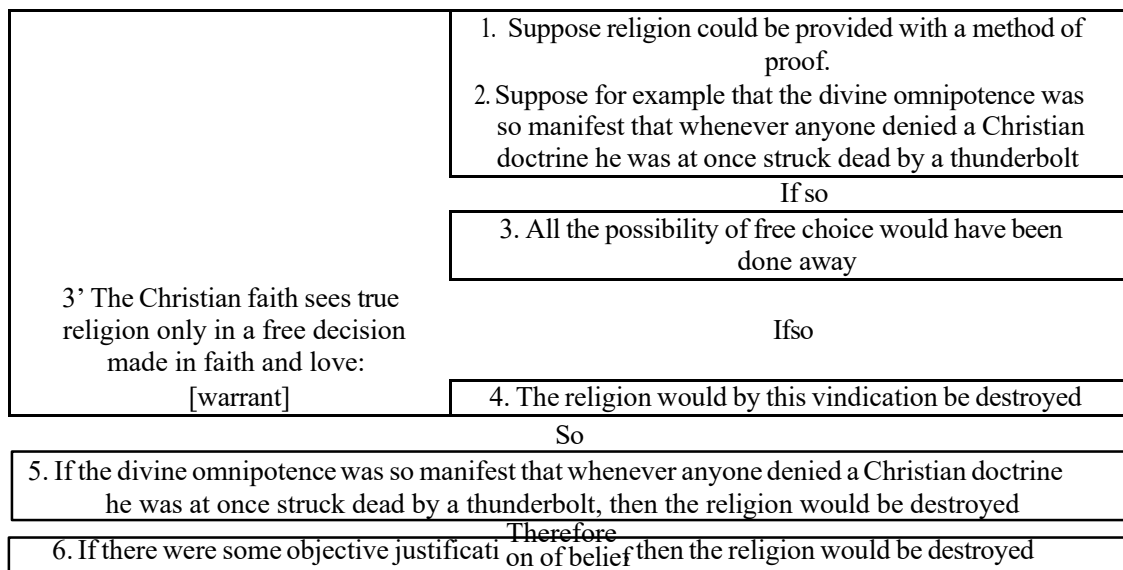 1. Suppose religion could be provided with a method of
proof.
2. Suppose for example that the divine omnipotence was
so manifest that whenever anyone denied a Christian
doctrine he was at once struck dead by a thunderbolt
If so
3. All the possibility of free choice would have been
done away
3’ The Christian faith sees true
religion only in a free decision
made in faith and love:
[warrant]
Ifso
4. The religion would by this vindication be destroyed
So
5. If the divine omnipotence was so manifest that whenever anyone denied a Christian doctrine
he was at once struck dead by a thunderbolt, then the religion would be destroyed
Therefore
6. If there were some objective justification of belief then the religion would be destroyed